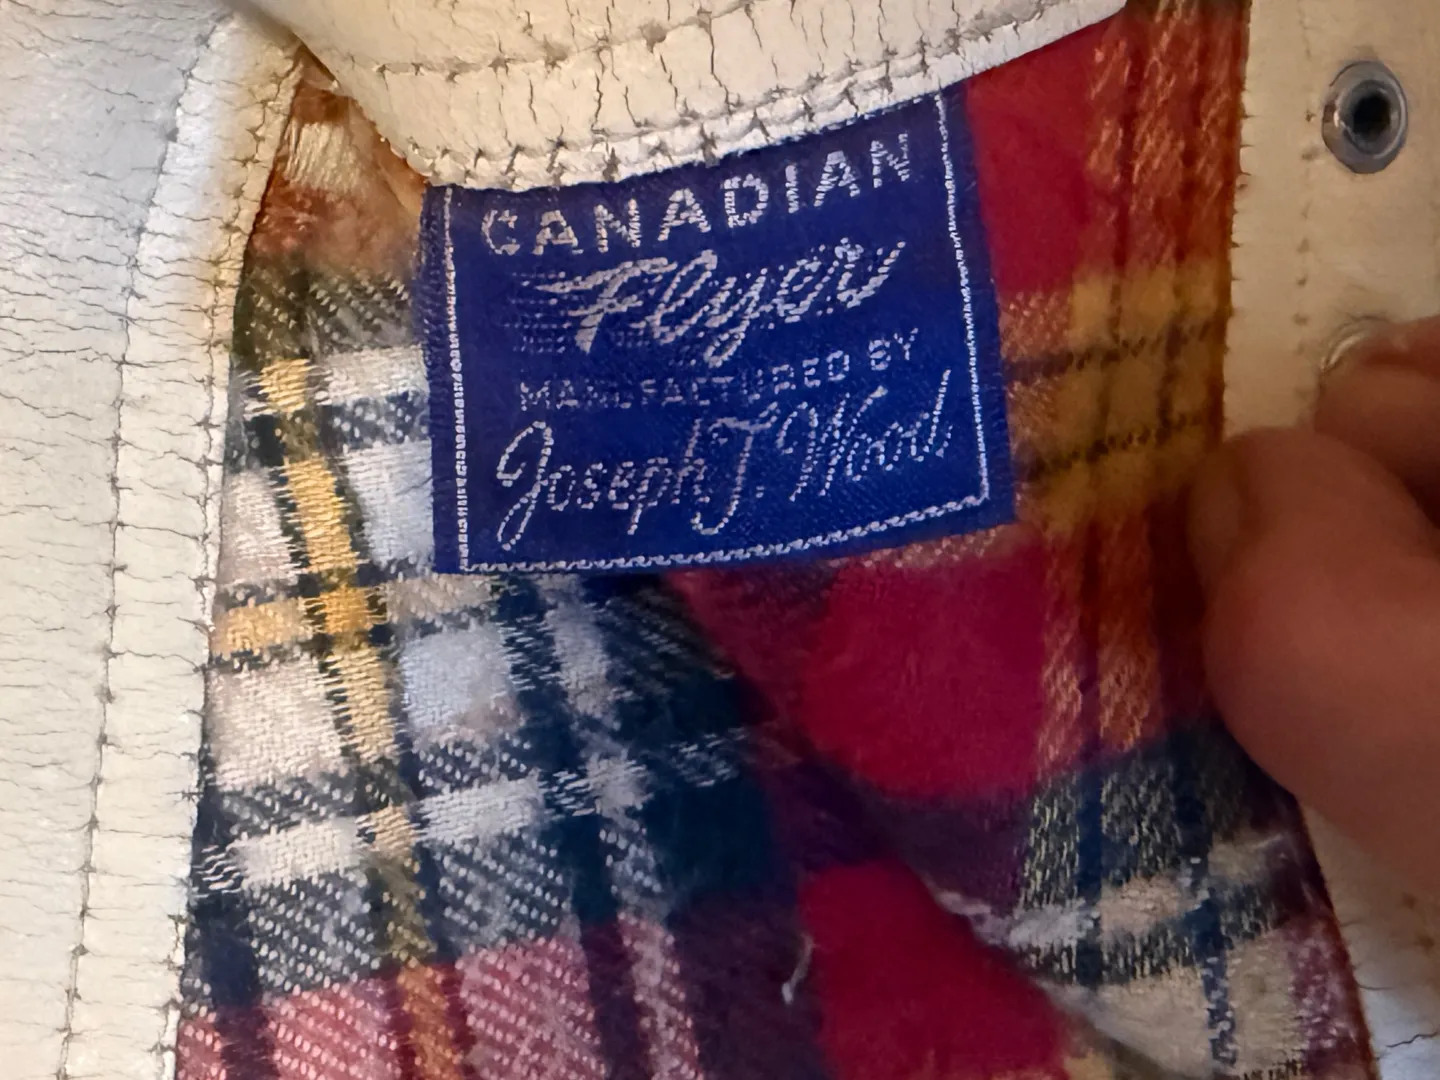 CANADIAN
Flyer
MANUFACTURED BY
Joseph T. Wood